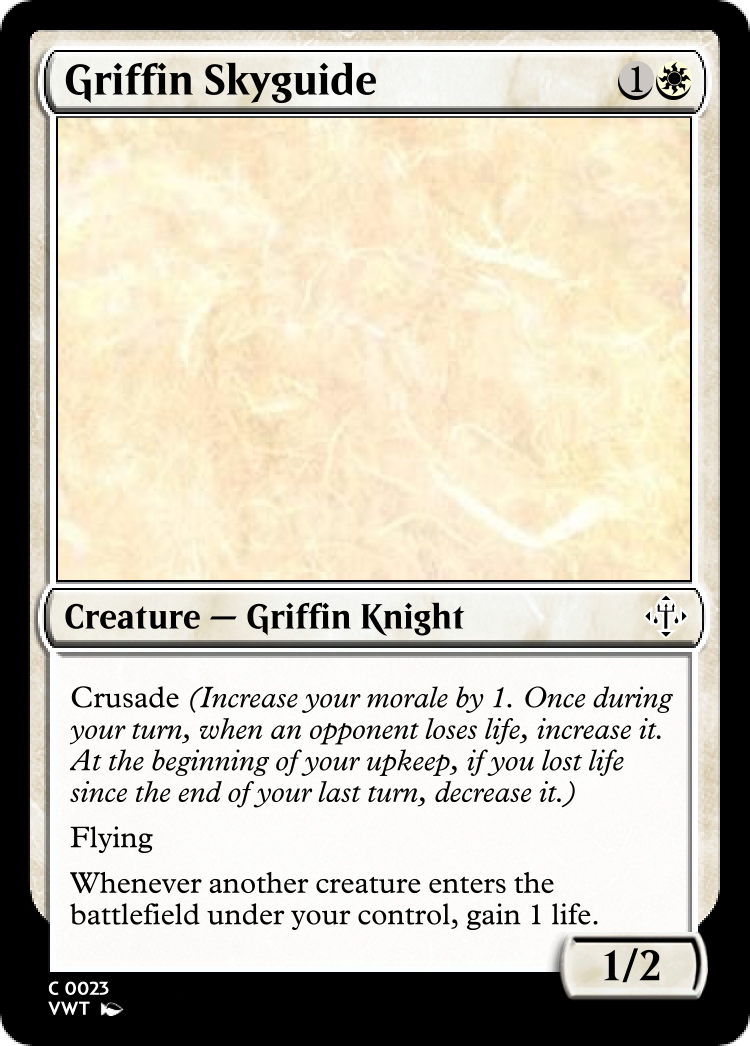 Griffin Skyguide 1
Creature — Griffin Knight
Crusade (Increase your morale by 1. Once during
your turn, when an opponent loses life, increase it.
At the beginning of your upkeep, if you lost life
since the end of your last turn, decrease it.)
Flying
Whenever another creature enters the
battlefield under your control, gain 1 life.
1/2
C 0023
VWT